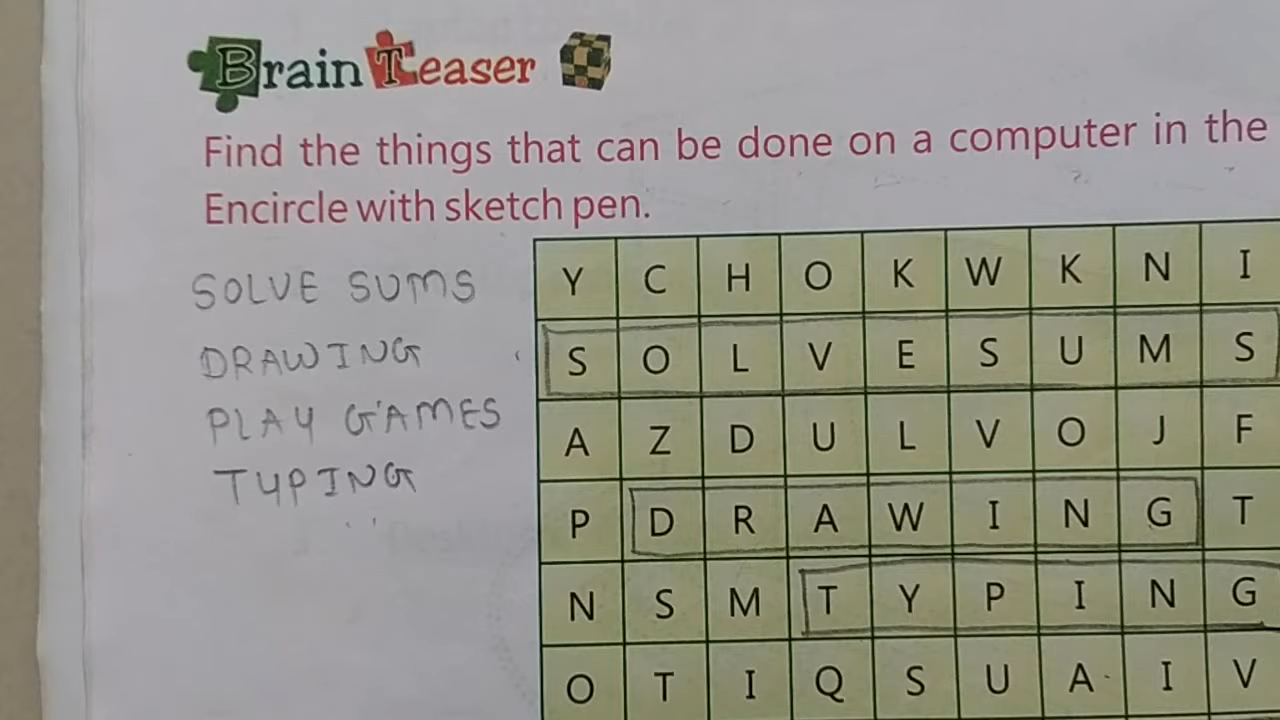 Brain Teaser
Find the things that can be done on a computer in the
Encircle with sketch pen.
SOLVE SUMS
DRAWING
PLAY GAMES
TYPING
Y C H O K W K N I
S O L V E S U M S
A Z D U L V O J F
P D R A W I N G T
N S M T Y P I N G
O T I Q S U A I V